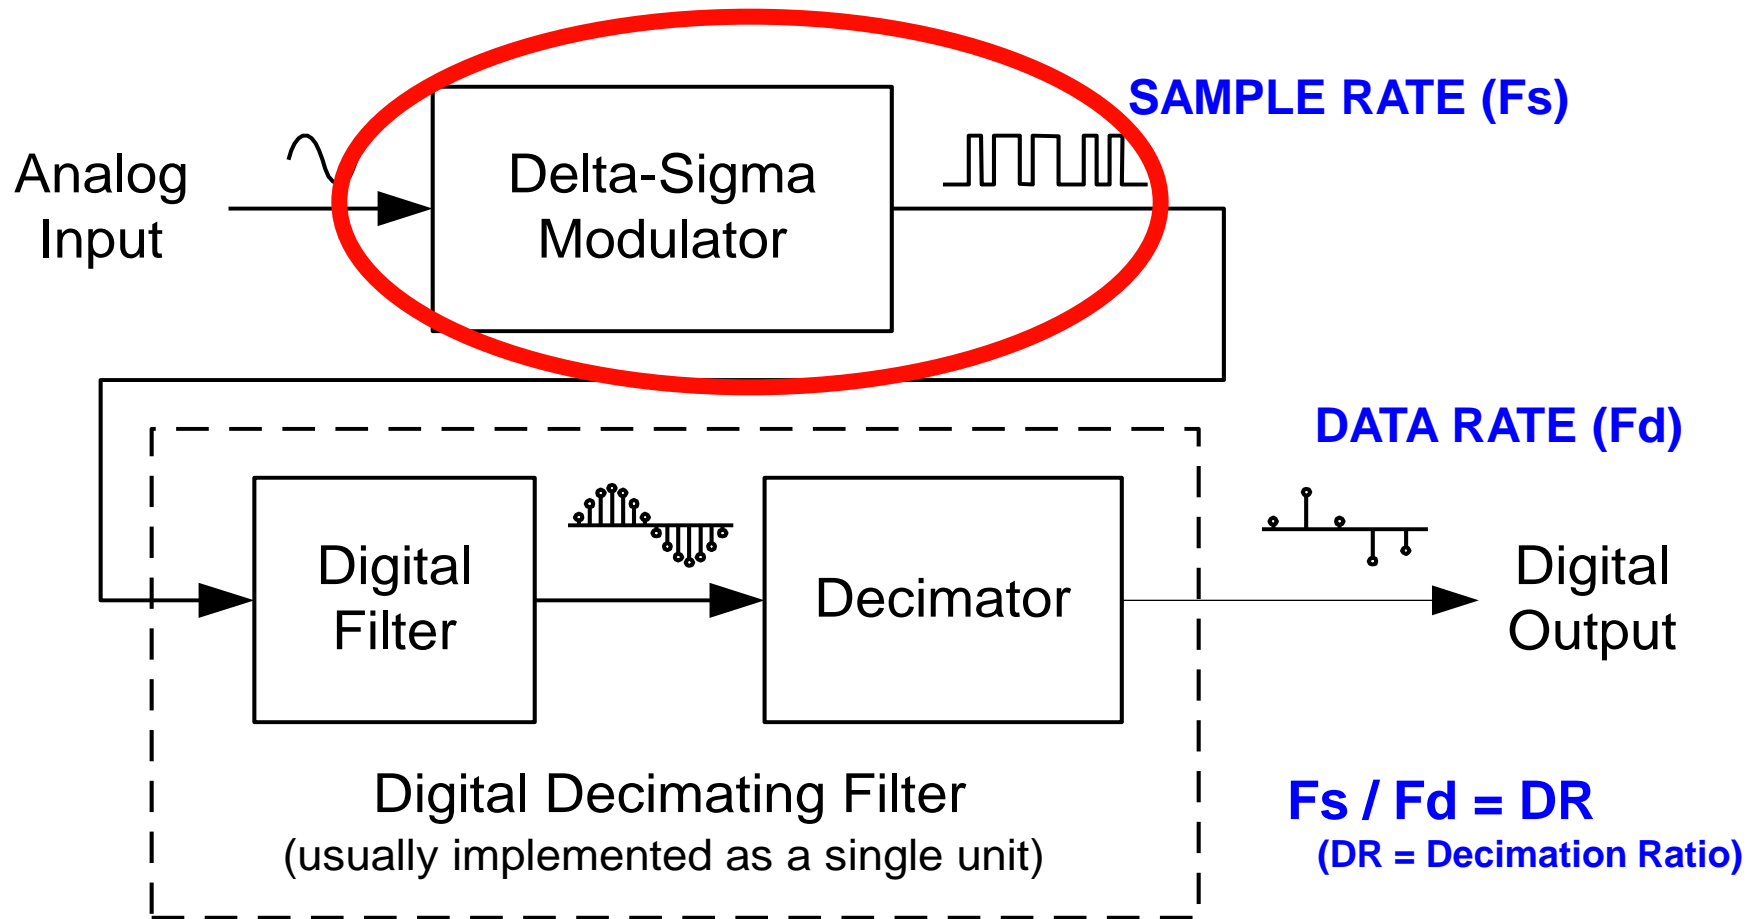 SAMPLE RATE (Fs)
Analog
Input
Delta-Sigma
Modulator
DATA RATE (Fd)
Digital
Filter
Decimator
Digital
Output
Digital Decimating Filter
(usually implemented as a single unit)
Fs / Fd = DR
(DR = Decimation Ratio)